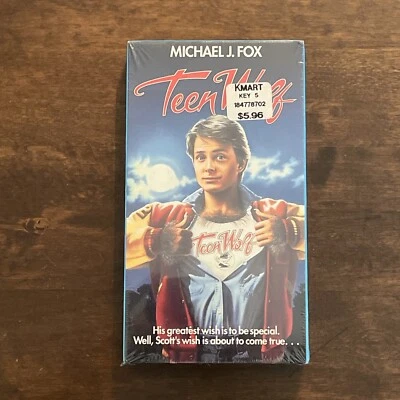 MICHAEL J. FOX
Teen Wolf
KMART
KEY 5
184778702
$5.96
Teen Wolf
His greatest wish is to be special.
Well, Scott's wish is about to come true...